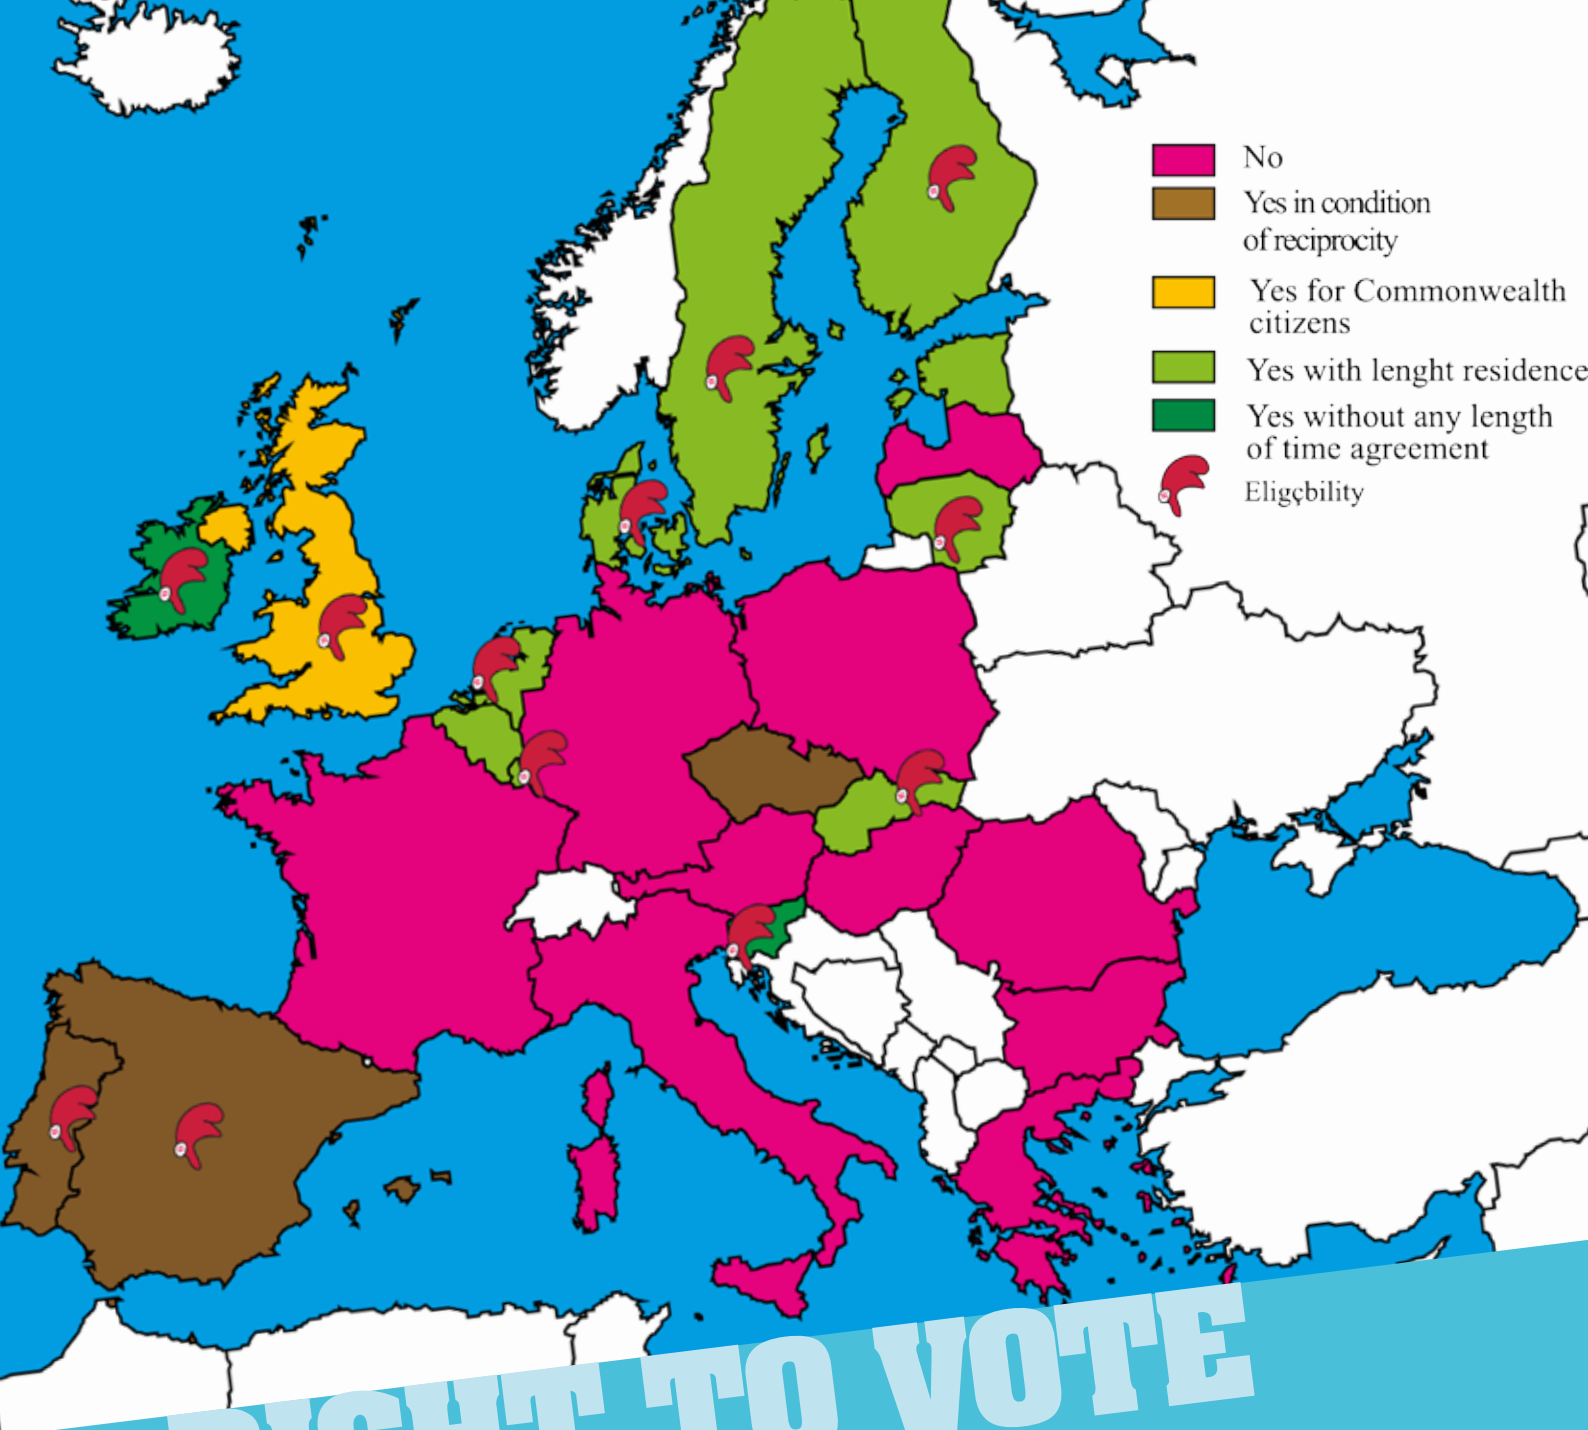 No
Yes in condition
of reciprocity
Yes for Commonwealth
citizens
Yes with lenght residence
Yes without any length
of time agreement
Eligçbility
RIGHT TO VOTE